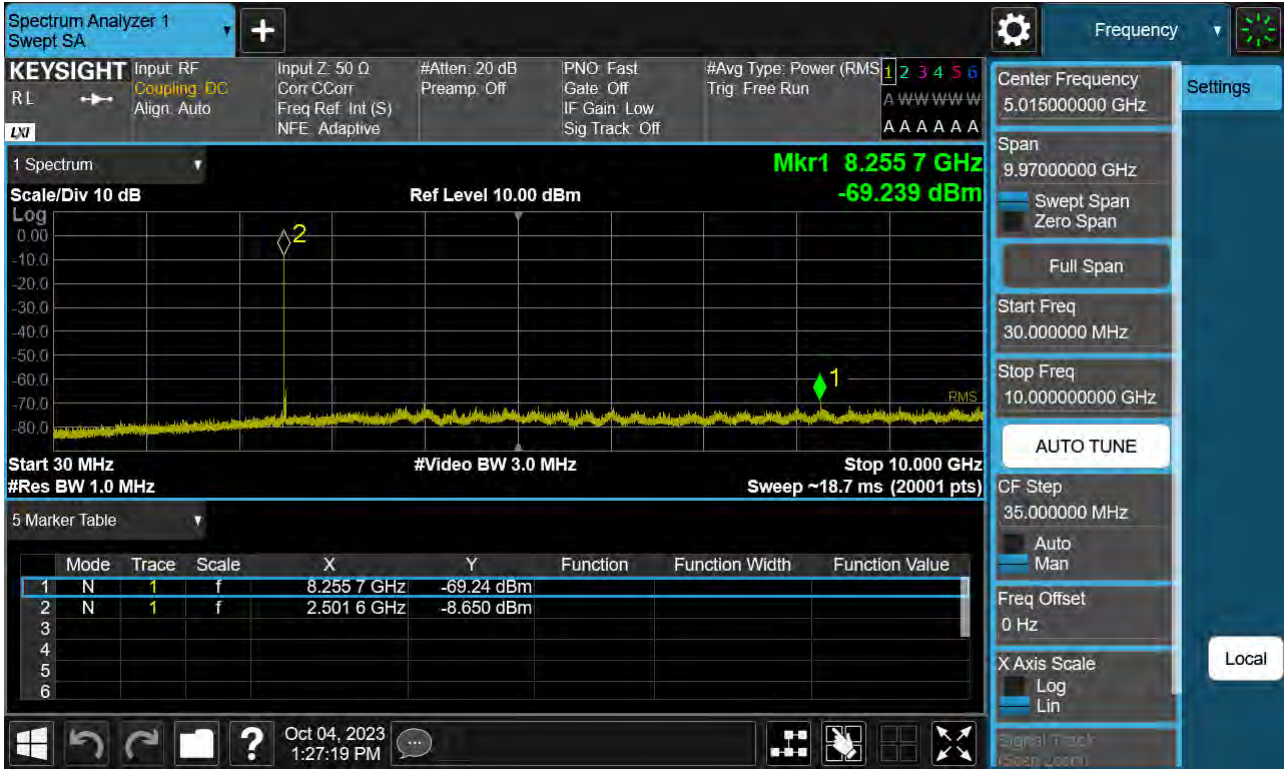 Spectrum Analyzer 1
Swept SA
+
Frequency
KEYSIGHT
R L
LXI
Input: RF
Coupling: DC
Align: Auto
Input Z: 50 Ω
Corr CCorr
Freq Ref: Int (S)
NFE: Adaptive
#Atten: 20 dB
Preamp: Off
PNO: Fast
Gate: Off
IF Gain: Low
Sig Track: Off
#Avg Type: Power (RMS
Trig: Free Run
1 2 3 4 5 6
A W W W W W
A A A A A A
1 Spectrum
Scale/Div 10 dB
Ref Level 10.00 dBm
Mkr1 8.255 7 GHz
-69.239 dBm
Log
0.00
-10.0
-20.0
-30.0
-40.0
-50.0
-60.0
-70.0
-80.0
2
1
RMS
Start 30 MHz
#Video BW 3.0 MHz
Stop 10.000 GHz
#Res BW 1.0 MHz
Sweep ~18.7 ms (20001 pts)
5 Marker Table
Mode Trace Scale X Y Function Function Width Function Value
1 N 1 f 8.255 7 GHz -69.24 dBm
2 N 1 f 2.501 6 GHz -8.650 dBm
3
4
5
6
Oct 04, 2023
1:27:19 PM
?
Center Frequency
5.015000000 GHz
Settings
Span
9.97000000 GHz
Swept Span
Zero Span
Full Span
Start Freq
30.000000 MHz
Stop Freq
10.000000000 GHz
AUTO TUNE
CF Step
35.000000 MHz
Auto
Man
Freq Offset
0 Hz
X Axis Scale
Log
Lin
Local
Signal Track
(Span Zoom)